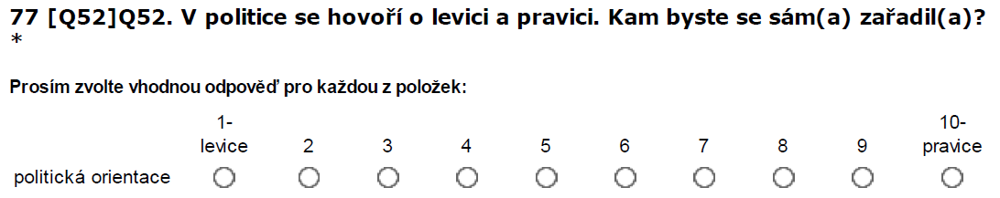 77 [Q52]Q52. V politice se hovoří o levici a pravici. Kam byste se sám(a) zařadil(a)?
*
Prosím zvolte vhodnou odpověď pro každou z položek:
1- 10-
levice 2 3 4 5 6 7 8 9 pravice
politická orientace